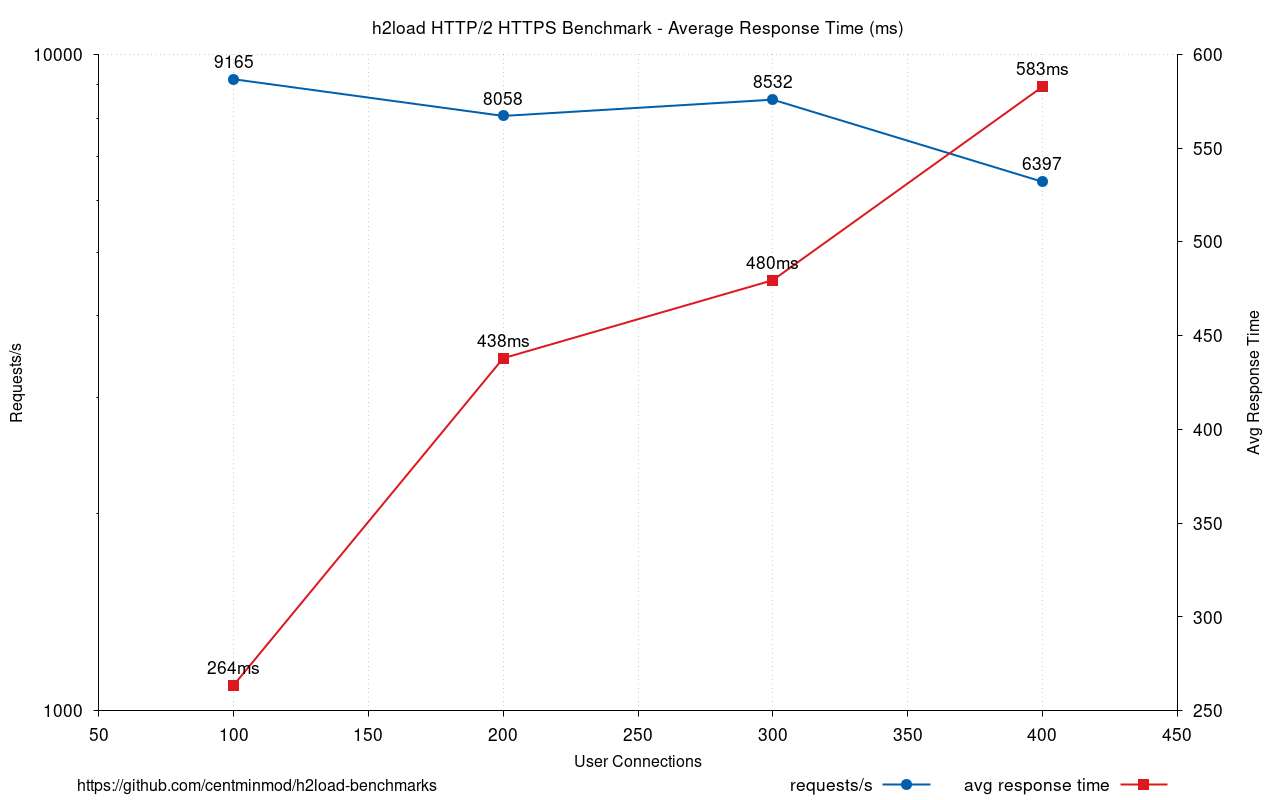 h2load HTTP/2 HTTPS Benchmark - Average Response Time (ms)
10000
1000
Requests/s
9165
8058
8532
6397
264ms
438ms
480ms
583ms
600
550
500
450
400
350
300
250
Avg Response Time
50 100 150 200 250 300 350 400 450
User Connections
https://github.com/centminmod/h2load-benchmarks
requests/s avg response time